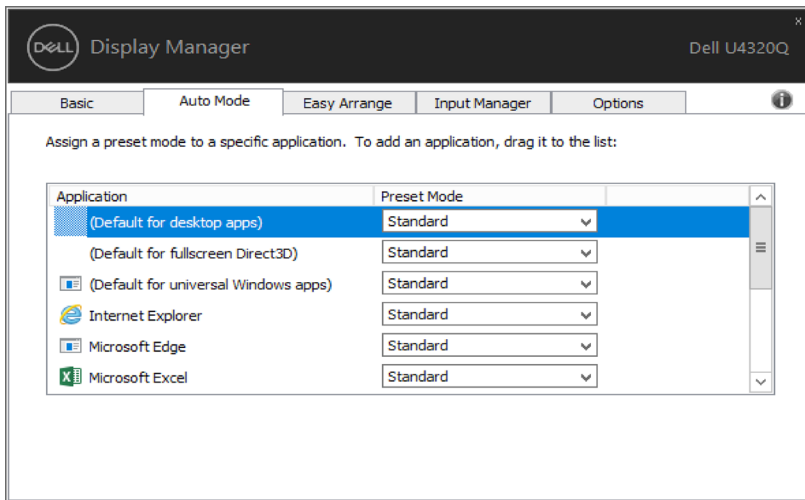 DELL Display Manager
Dell U4320Q
Basic Auto Mode Easy Arrange Input Manager Options
Assign a preset mode to a specific application. To add an application, drag it to the list:
Application Preset Mode
(Default for desktop apps) Standard
(Default for fullscreen Direct3D) Standard
(Default for universal Windows apps) Standard
Internet Explorer Standard
Microsoft Edge Standard
Microsoft Excel Standard